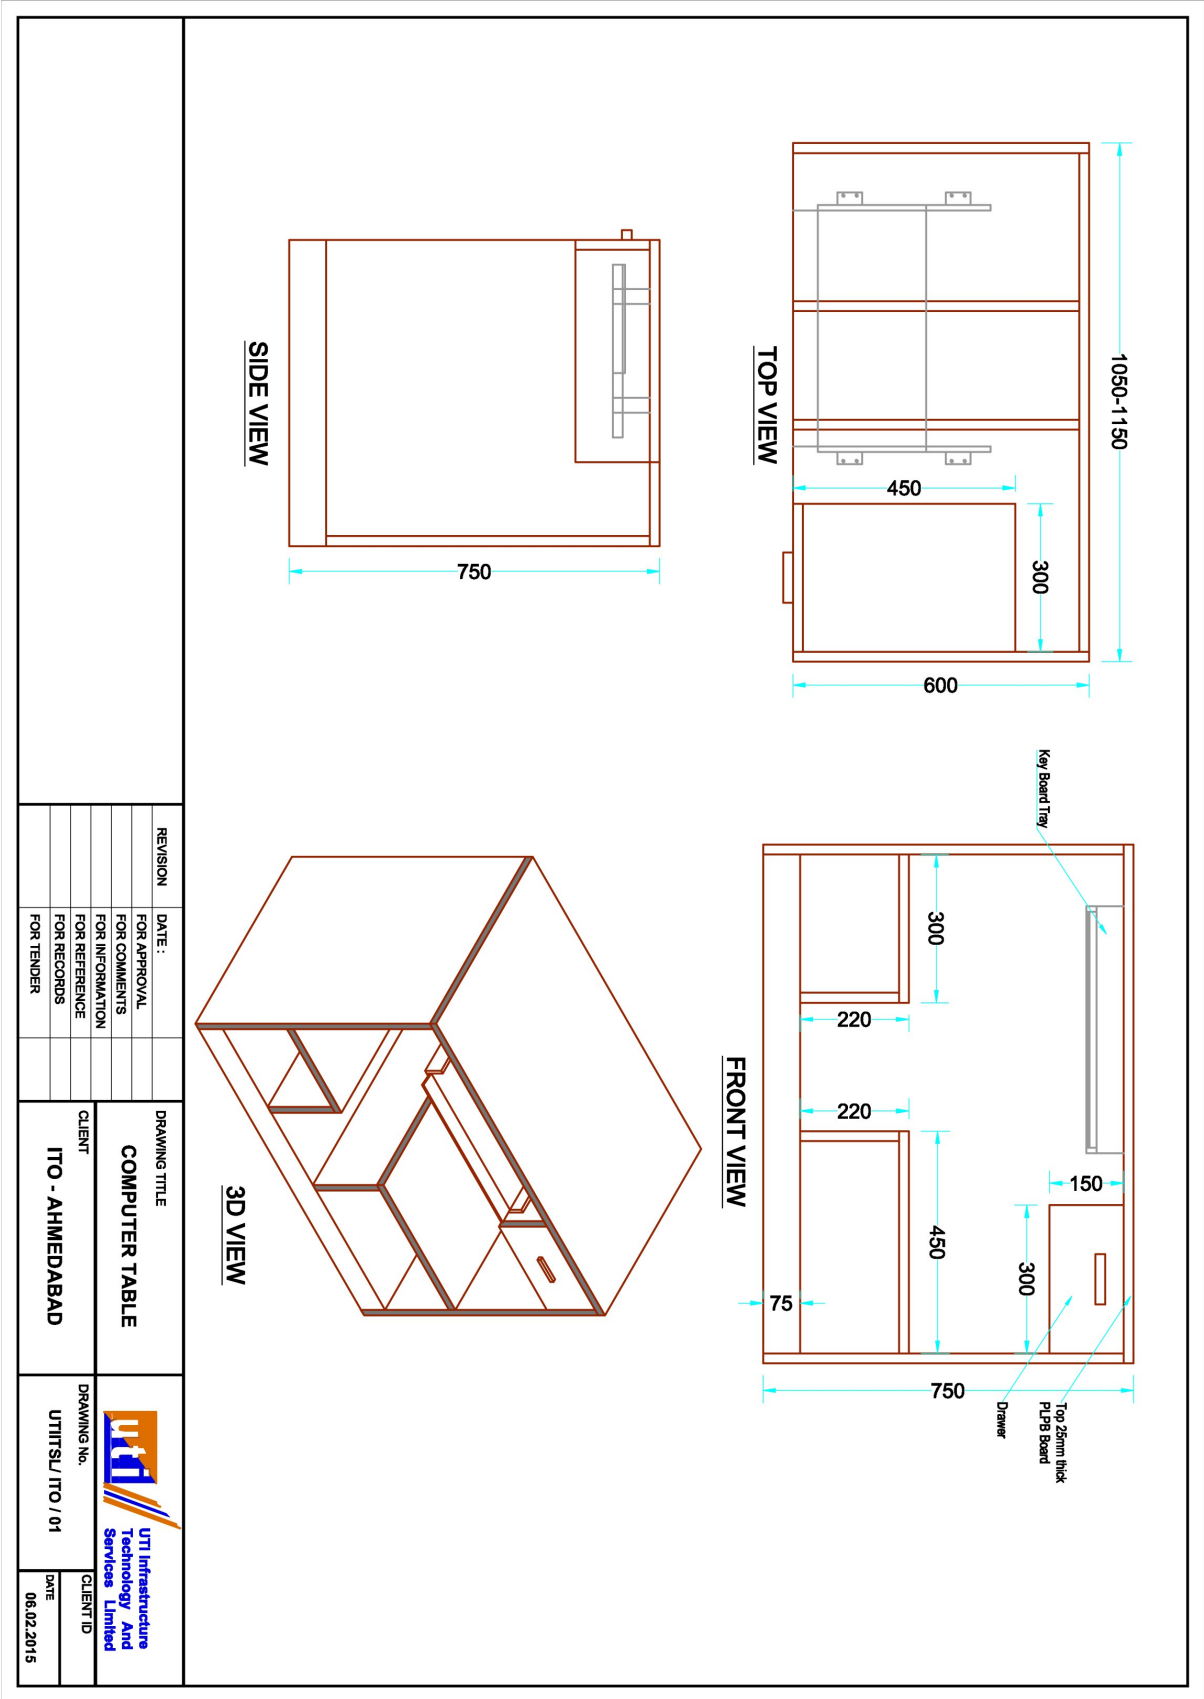 1050-1150
450
300
600
TOP VIEW
750
SIDE VIEW
Key Board Tray
300
220
220
450
150
300
75
750
Top 25mm thick
PLPB Board
Drawer
FRONT VIEW
3D VIEW
REVISION
DATE :
FOR APPROVAL
FOR COMMENTS
FOR INFORMATION
FOR REFERENCE
FOR RECORDS
FOR TENDER
DRAWING TITLE
COMPUTER TABLE
CLIENT
ITO - AHMEDABAD
uti
UTI Infrastructure
Technology And
Services Limited
DRAWING No.
UTIITSL/ ITO / 01
CLIENT ID
DATE
06.02.2015